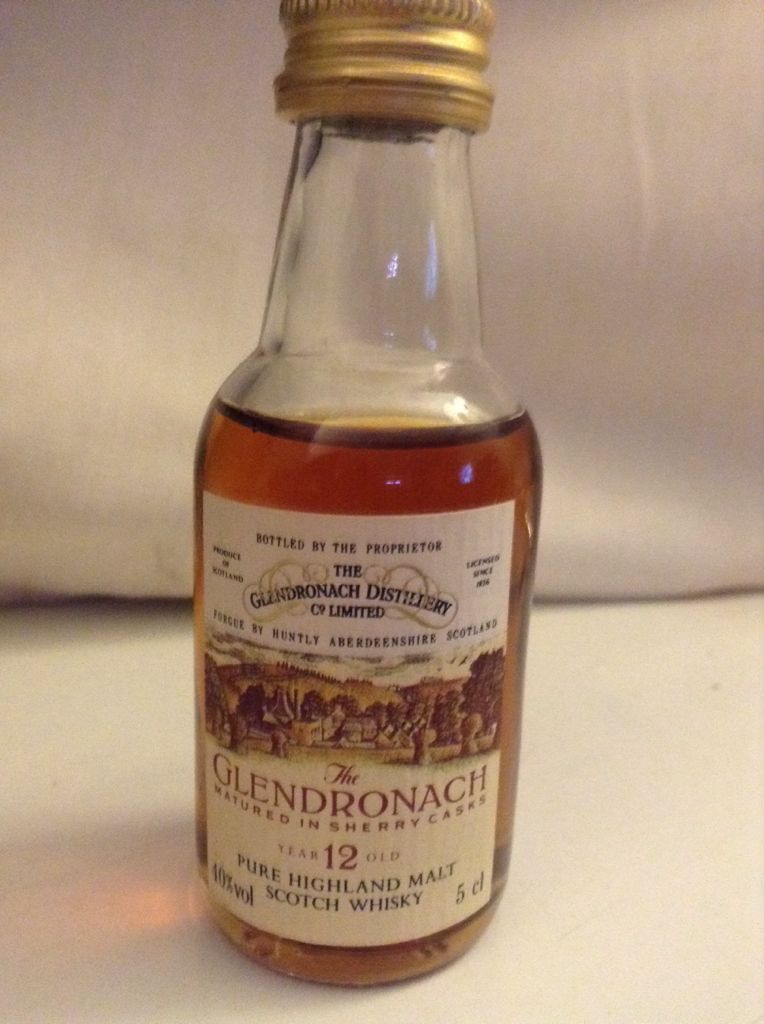 BOTTLED BY THE PROPRIETOR
PRODUCE
OF
SCOTLAND
LICENSED
SINCE
1826
THE
GLENDRONACH DISTILLERY
CO LIMITED
FORGUE BY HUNTLY ABERDEENSHIRE SCOTLAND
The
GLENDRONACH
MATURED IN SHERRY CASKS
YEAR 12 OLD
PURE HIGHLAND MALT
SCOTCH WHISKY
40%vol
5 cl